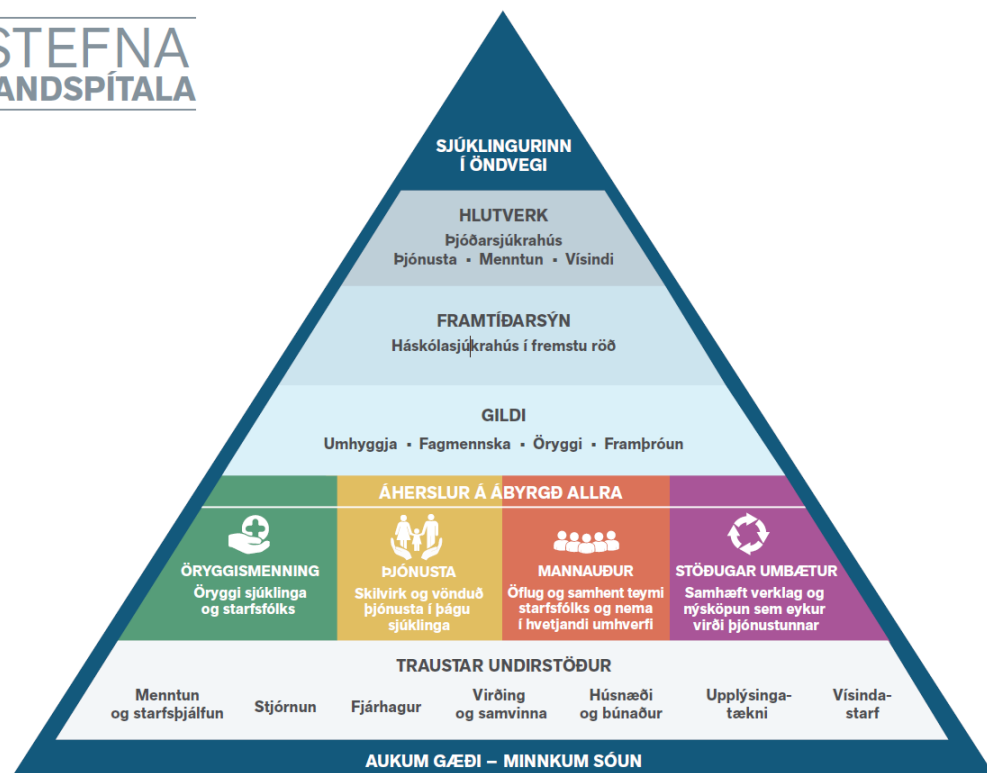 STEFNA
ANDSPÍTALA
SJÚKLINGURINN
Í ÖNDVEGI
HLUTVERK
Þjóðarsjúkrahús
Þjónusta ▪ Menntun ▪ Vísindi
FRAMTÍÐARSÝN
Háskólasjúkrahús í fremstu röð
GILDI
Umhyggja ▪ Fagmennska ▪ Öryggi ▪ Framþróun
ÁHERSLUR Á ÁBYRGÐ ALLRA
ÖRYGGISMENNING
Öryggi sjúklinga
og starfsfólks
ÞJÓNUSTA
Skilvirk og vönduð
þjónusta í þágu
sjúklinga
MANNAUÐUR
Öflug og samhent teymi
starfsfólks og nema
í hvetjandi umhverfi
STÖÐUGAR UMBÆTUR
Samhæft verklag og
nýsköpun sem eykur
virði þjónustunnar
TRAUSTAR UNDIRSTÖÐUR
Menntun
og starfsþjálfun
Stjórnun
Fjárhagur
Virðing
og samvinna
Húsnæði
og búnaður
Upplýsinga-
tækni
Vísinda-
starf
AUKUM GÆÐI – MINNKUM SÓUN